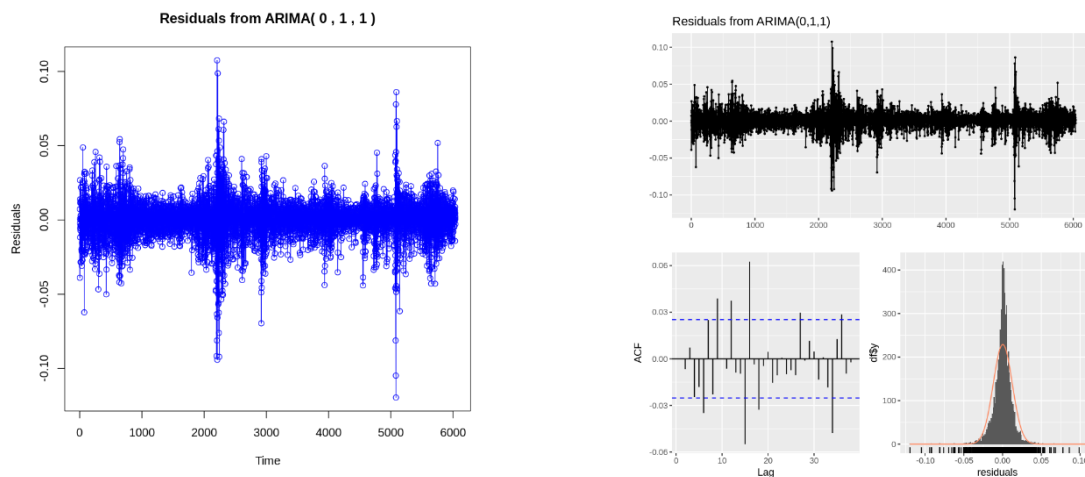 Residuals from ARIMA( 0 , 1 , 1 )
Residuals
0.10
0.05
0.00
-0.05
-0.10
0 1000 2000 3000 4000 5000 6000
Time
Residuals from ARIMA(0,1,1)
0.10
0.05
0.00
-0.05
-0.10
0 1000 2000 3000 4000 5000 6000
ACF
0.06
0.03
0.00
-0.03
-0.06
0 10 20 30
Lag
df$y
400
300
200
100
0
-0.10 -0.05 0.00 0.05 0.10
residuals